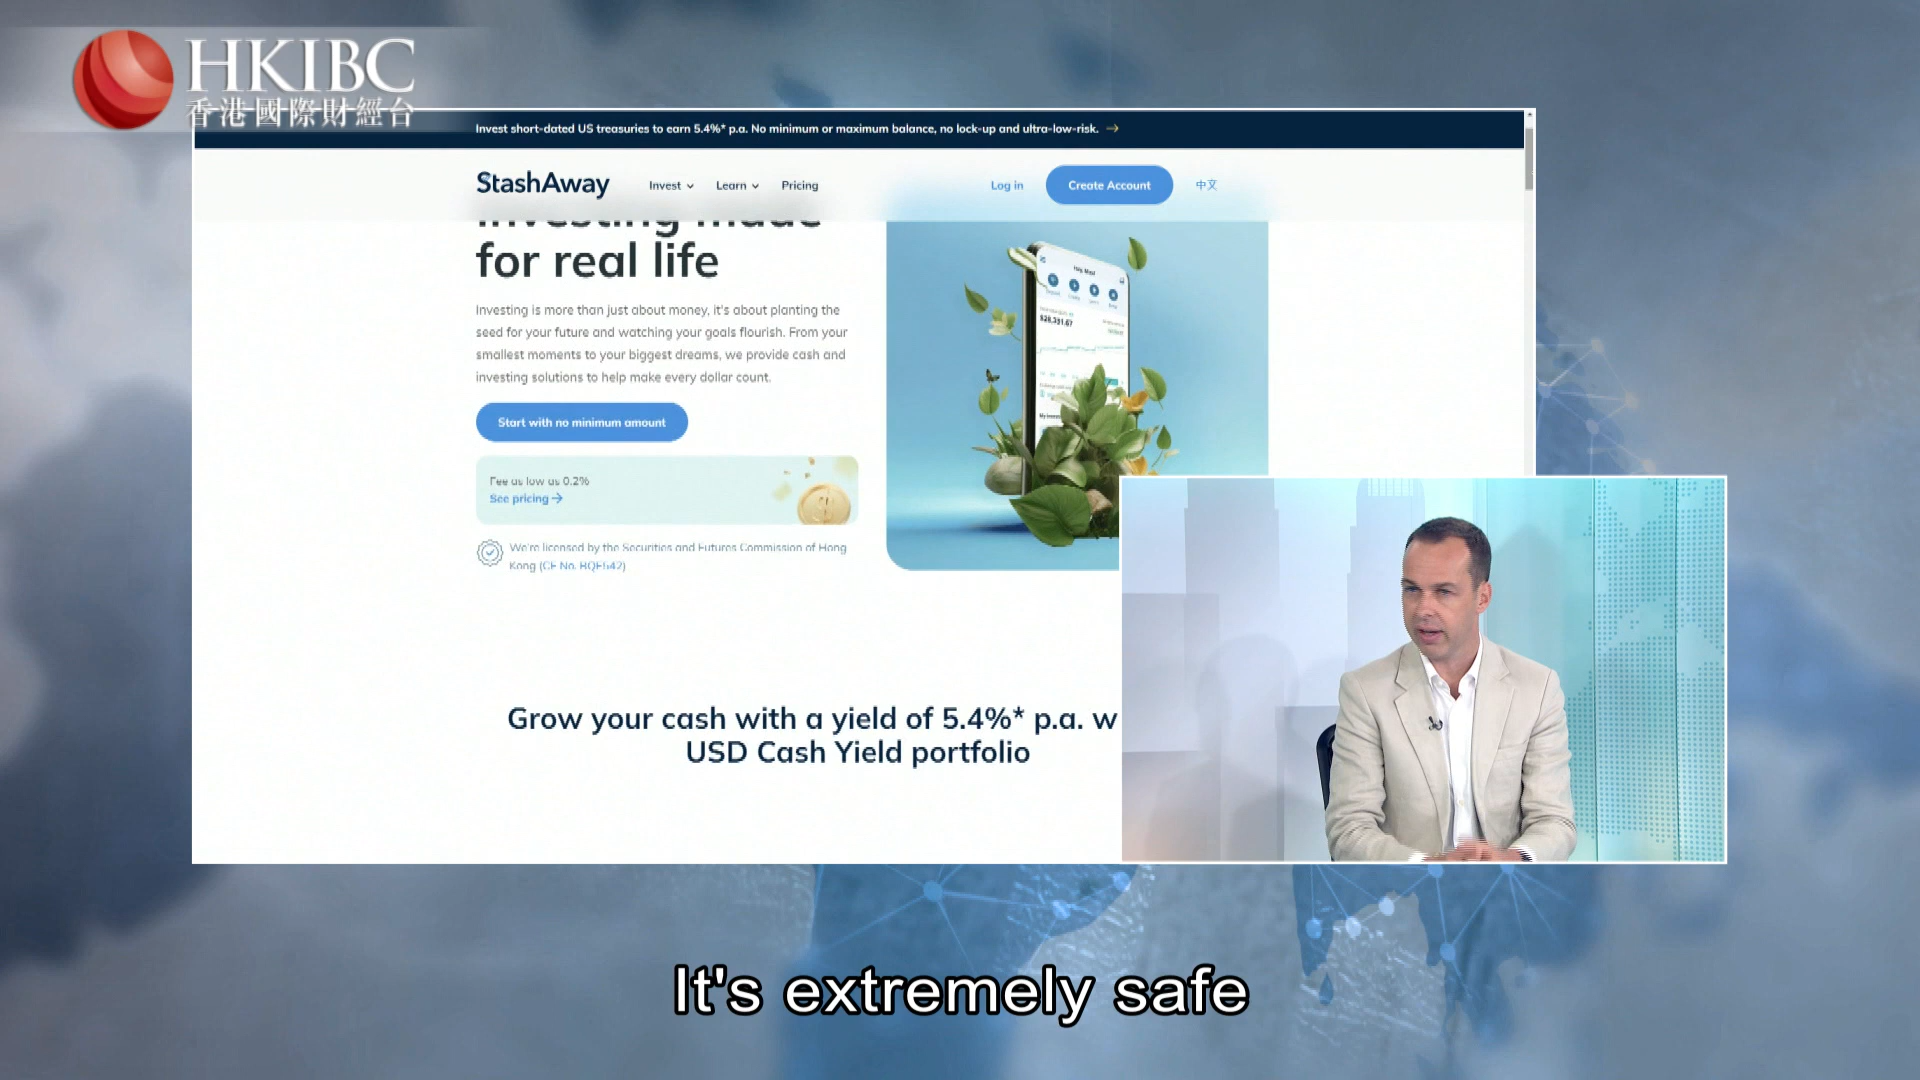 HKIBC
香港國際財經台
Invest short-dated US treasuries to earn 5.4%* p.a. No minimum or maximum balance, no lock-up and ultra-low-risk. →
StashAway
Invest
Learn
Pricing
Log in
Create Account
中文
Investing made
for real life
Investing is more than just about money, it's about planting the
seed for your future and watching your goals flourish. From your
smallest moments to your biggest dreams, we provide cash and
investing solutions to help make every dollar count.
Start with no minimum amount
Fee as low as 0.2%
See pricing →
We're licensed by the Securities and Futures Commission of Hong
Kong (CE No. BQE542)
Grow your cash with a yield of 5.4%* p.a. w
USD Cash Yield portfolio
It's extremely safe